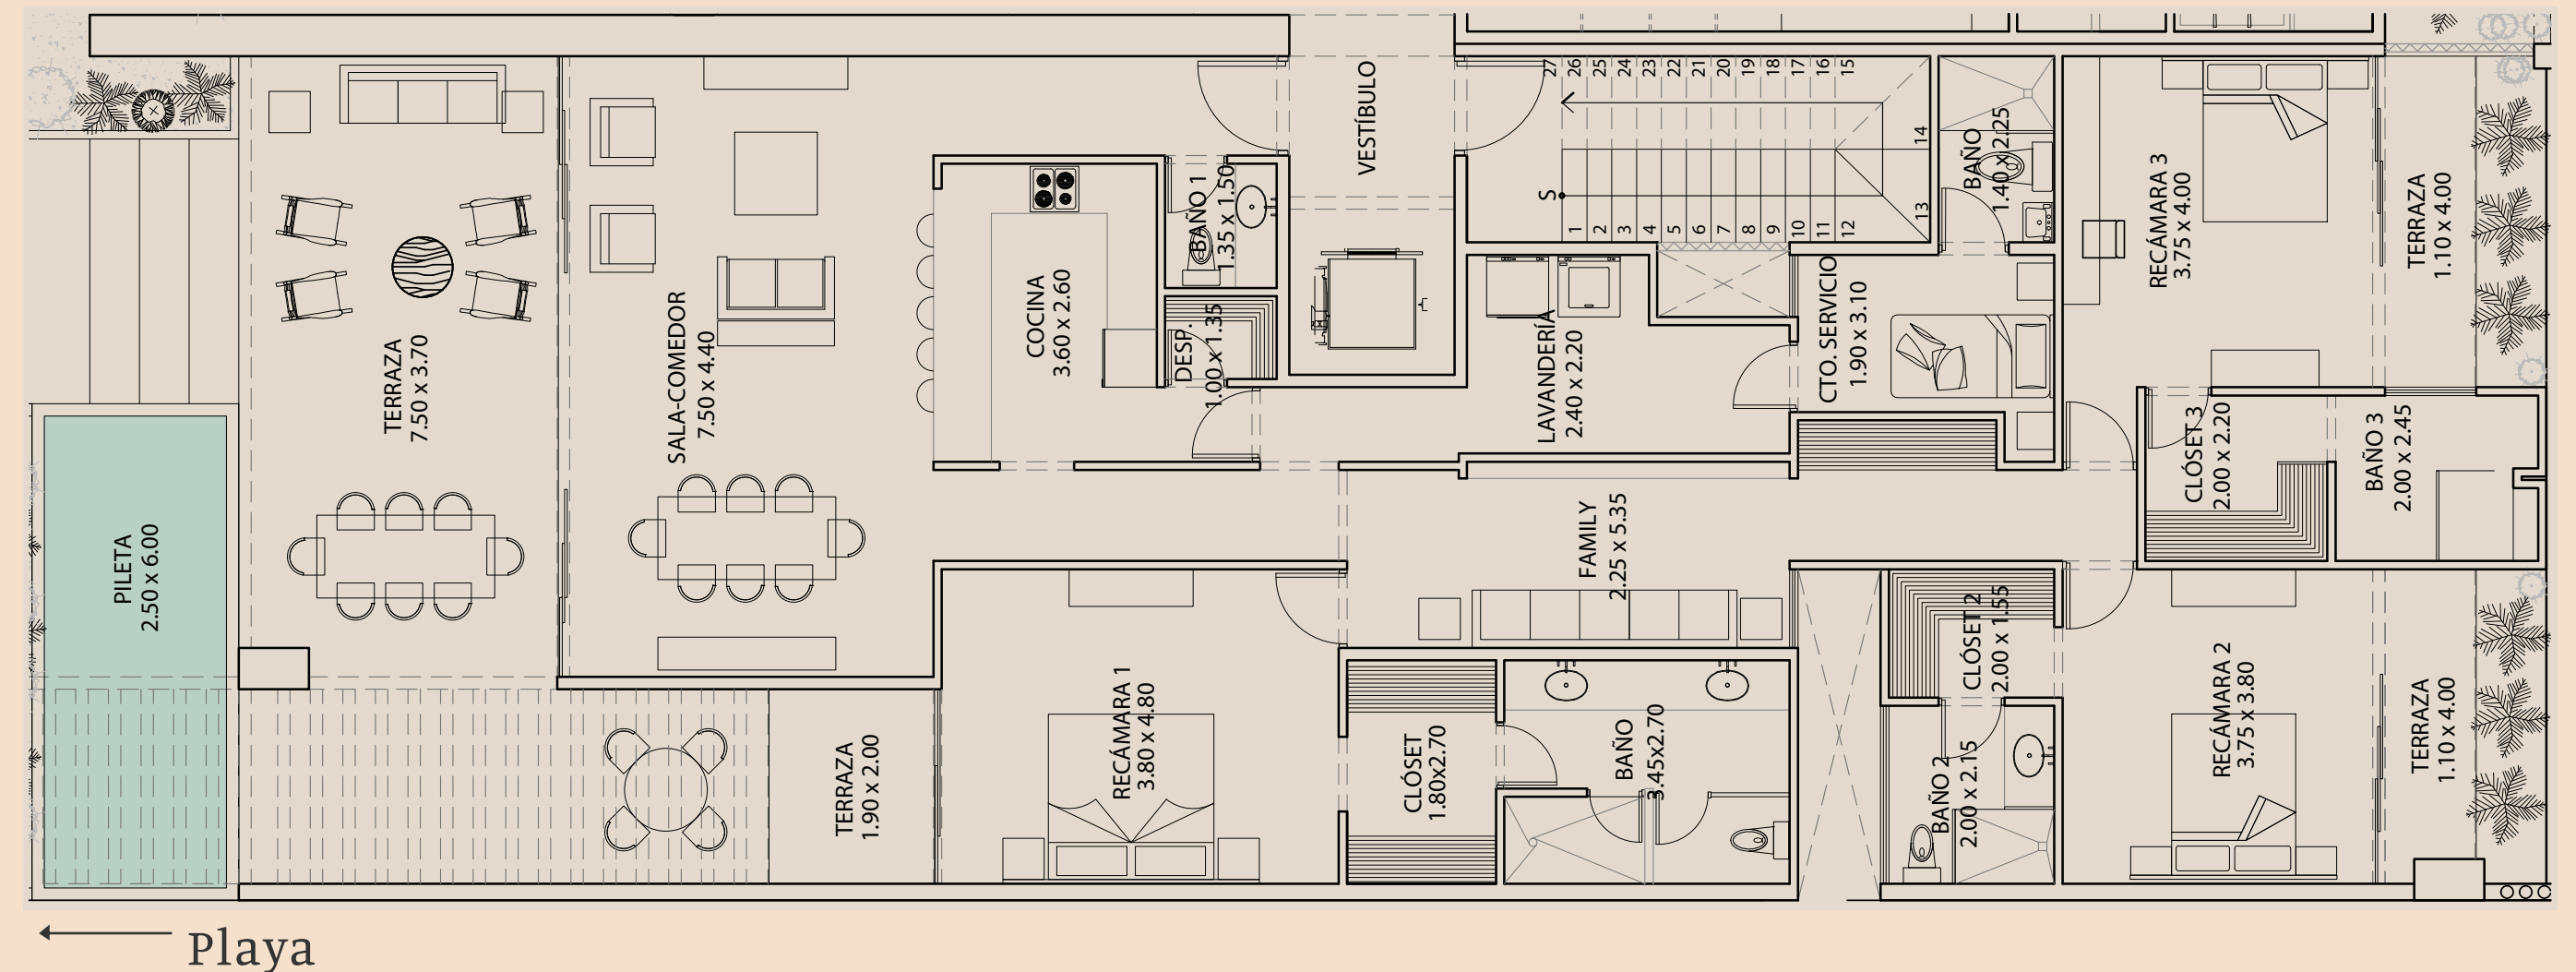 PILETA
2.50 x 6.00
TERRAZA
7.50 x 3.70
SALA-COMEDOR
7.50 x 4.40
TERRAZA
1.90 x 2.00
COCINA
3.60 x 2.60
RECÁMARA 1
3.80 x 4.80
BAÑO 1
1.35 x 1.50
DESP.
1.00 x 1.35
VESTÍBULO
CLÓSET
1.80x2.70
BAÑO
3.45x2.70
LAVANDERÍA
2.40 x 2.20
FAMILY
2.25 x 5.35
S
1
2
3
4
5
6
7
8
9
10
11
12
13
14
15
16
17
18
19
20
21
22
23
24
25
26
27
CTO. SERVICIO
1.90 x 3.10
BAÑO
1.40 x 2.25
CLÓSET 2
2.00 x 1.55
BAÑO 2
2.00 x 2.15
RECÁMARA 3
3.75 x 4.00
CLÓSET 3
2.00 x 2.20
BAÑO 3
2.00 x 2.45
RECÁMARA 2
3.75 x 3.80
TERRAZA
1.10 x 4.00
TERRAZA
1.10 x 4.00
Playa